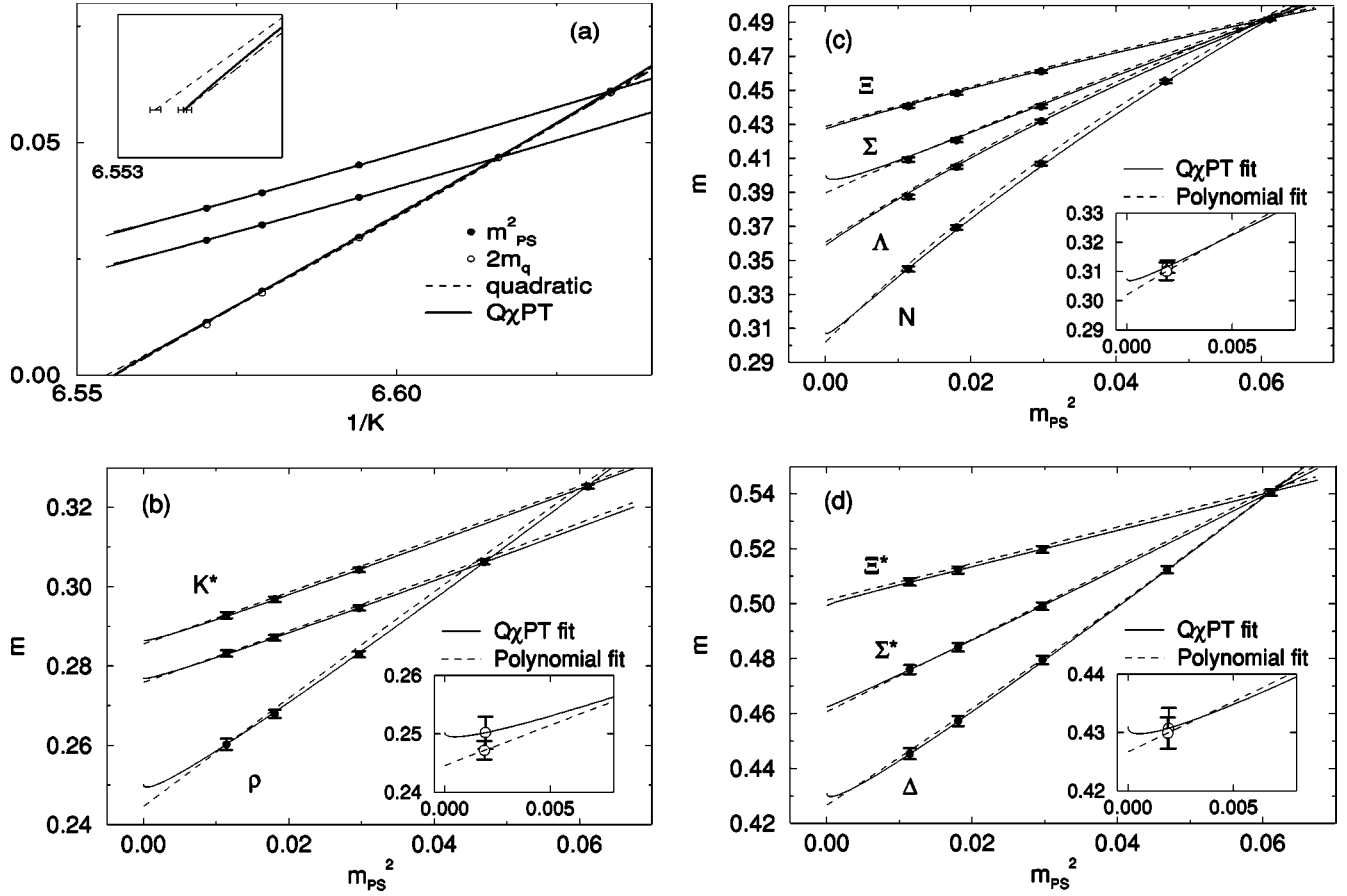 (a)
6.553
0.05
m²PS
2mq
quadratic
QχPT
0.00
6.55
6.60
1/K
(c)
0.49
0.47
0.45
0.43
0.41
0.39
0.37
0.35
0.33
0.31
0.29
m
Ξ
Σ
Λ
N
QχPT fit
Polynomial fit
0.33
0.32
0.31
0.30
0.29
0.000
0.005
0.00
0.02
0.04
0.06
mPS²
(b)
0.32
0.30
0.28
0.26
0.24
m
K*
ρ
QχPT fit
Polynomial fit
0.26
0.25
0.24
0.000
0.005
0.00
0.02
0.04
0.06
mPS²
(d)
0.54
0.52
0.50
0.48
0.46
0.44
0.42
m
Ξ*
Σ*
Δ
QχPT fit
Polynomial fit
0.44
0.43
0.42
0.000
0.005
0.00
0.02
0.04
0.06
mPS²